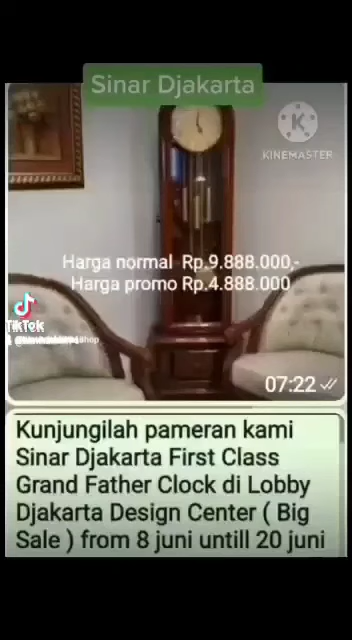 Sinar Djakarta
KINEMASTER
Harga normal Rp.9.888.000,-
Harga promo Rp.4.888.000
TikTok
07:22
Kunjungilah pameran kami
Sinar Djakarta First Class
Grand Father Clock di Lobby
Djakarta Design Center ( Big
Sale ) from 8 juni untill 20 juni